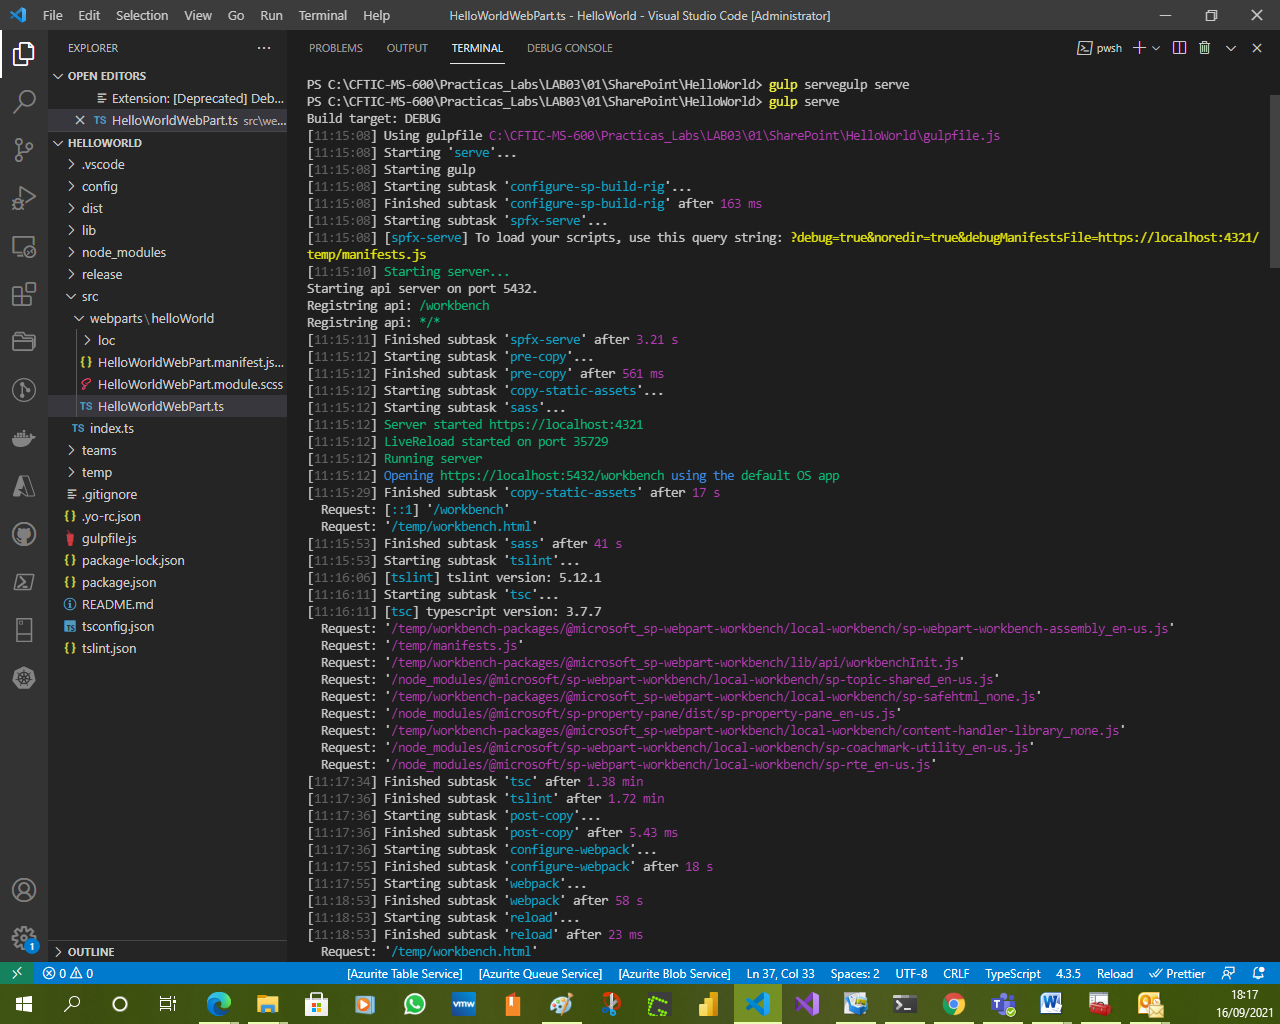 File Edit Selection View Go Run Terminal Help HelloWorldWebPart.ts - HelloWorld - Visual Studio Code [Administrator]
EXPLORER
OPEN EDITORS
Extension: [Deprecated] Deb...
TS HelloWorldWebPart.ts src\we...
HELLOWORLD
.vscode
config
dist
lib
node_modules
release
src
webparts\helloWorld
loc
{} HelloWorldWebPart.manifest.js...
HelloWorldWebPart.module.scss
TS HelloWorldWebPart.ts
TS index.ts
teams
temp
.gitignore
{} .yo-rc.json
gulpfile.js
{} package-lock.json
{} package.json
README.md
tsconfig.json
{} tslint.json
OUTLINE
PROBLEMS OUTPUT TERMINAL DEBUG CONSOLE pwsh
PS C:\CFTIC-MS-600\Practicas_Labs\LAB03\01\SharePoint\HelloWorld> gulp servegulp serve
PS C:\CFTIC-MS-600\Practicas_Labs\LAB03\01\SharePoint\HelloWorld> gulp serve
Build target: DEBUG
[11:15:08] Using gulpfile C:\CFTIC-MS-600\Practicas_Labs\LAB03\01\SharePoint\HelloWorld\gulpfile.js
[11:15:08] Starting 'serve'...
[11:15:08] Starting gulp
[11:15:08] Starting subtask 'configure-sp-build-rig'...
[11:15:08] Finished subtask 'configure-sp-build-rig' after 163 ms
[11:15:08] Starting subtask 'spfx-serve'...
[11:15:08] [spfx-serve] To load your scripts, use this query string: ?debug=true&noredir=true&debugManifestsFile=https://localhost:4321/
temp/manifests.js
[11:15:10] Starting server...
Starting api server on port 5432.
Registring api: /workbench
Registring api: */*
[11:15:11] Finished subtask 'spfx-serve' after 3.21 s
[11:15:12] Starting subtask 'pre-copy'...
[11:15:12] Finished subtask 'pre-copy' after 561 ms
[11:15:12] Starting subtask 'copy-static-assets'...
[11:15:12] Starting subtask 'sass'...
[11:15:12] Server started https://localhost:4321
[11:15:12] LiveReload started on port 35729
[11:15:12] Running server
[11:15:12] Opening https://localhost:5432/workbench using the default OS app
[11:15:29] Finished subtask 'copy-static-assets' after 17 s
Request: [::1] '/workbench'
Request: '/temp/workbench.html'
[11:15:53] Finished subtask 'sass' after 41 s
[11:15:53] Starting subtask 'tslint'...
[11:16:06] [tslint] tslint version: 5.12.1
[11:16:11] Starting subtask 'tsc'...
[11:16:11] [tsc] typescript version: 3.7.7
Request: '/temp/workbench-packages/@microsoft_sp-webpart-workbench/local-workbench/sp-webpart-workbench-assembly_en-us.js'
Request: '/temp/manifests.js'
Request: '/temp/workbench-packages/@microsoft_sp-webpart-workbench/lib/api/workbenchInit.js'
Request: '/node_modules/@microsoft/sp-webpart-workbench/local-workbench/sp-topic-shared_en-us.js'
Request: '/temp/workbench-packages/@microsoft_sp-webpart-workbench/local-workbench/sp-safehtml_none.js'
Request: '/node_modules/@microsoft/sp-property-pane/dist/sp-property-pane_en-us.js'
Request: '/temp/workbench-packages/@microsoft_sp-webpart-workbench/local-workbench/content-handler-library_none.js'
Request: '/node_modules/@microsoft/sp-webpart-workbench/local-workbench/sp-coachmark-utility_en-us.js'
Request: '/node_modules/@microsoft/sp-webpart-workbench/local-workbench/sp-rte_en-us.js'
[11:17:34] Finished subtask 'tsc' after 1.38 min
[11:17:36] Finished subtask 'tslint' after 1.72 min
[11:17:36] Starting subtask 'post-copy'...
[11:17:36] Finished subtask 'post-copy' after 5.43 ms
[11:17:36] Starting subtask 'configure-webpack'...
[11:17:55] Finished subtask 'configure-webpack' after 18 s
[11:17:55] Starting subtask 'webpack'...
[11:18:53] Finished subtask 'webpack' after 58 s
[11:18:53] Starting subtask 'reload'...
[11:18:53] Finished subtask 'reload' after 23 ms
Request: '/temp/workbench.html'
1
0 0 [Azurite Table Service] [Azurite Queue Service] [Azurite Blob Service] Ln 37, Col 33 Spaces: 2 UTF-8 CRLF TypeScript 4.3.5 Reload Prettier
vmw
18:17
16/09/2021